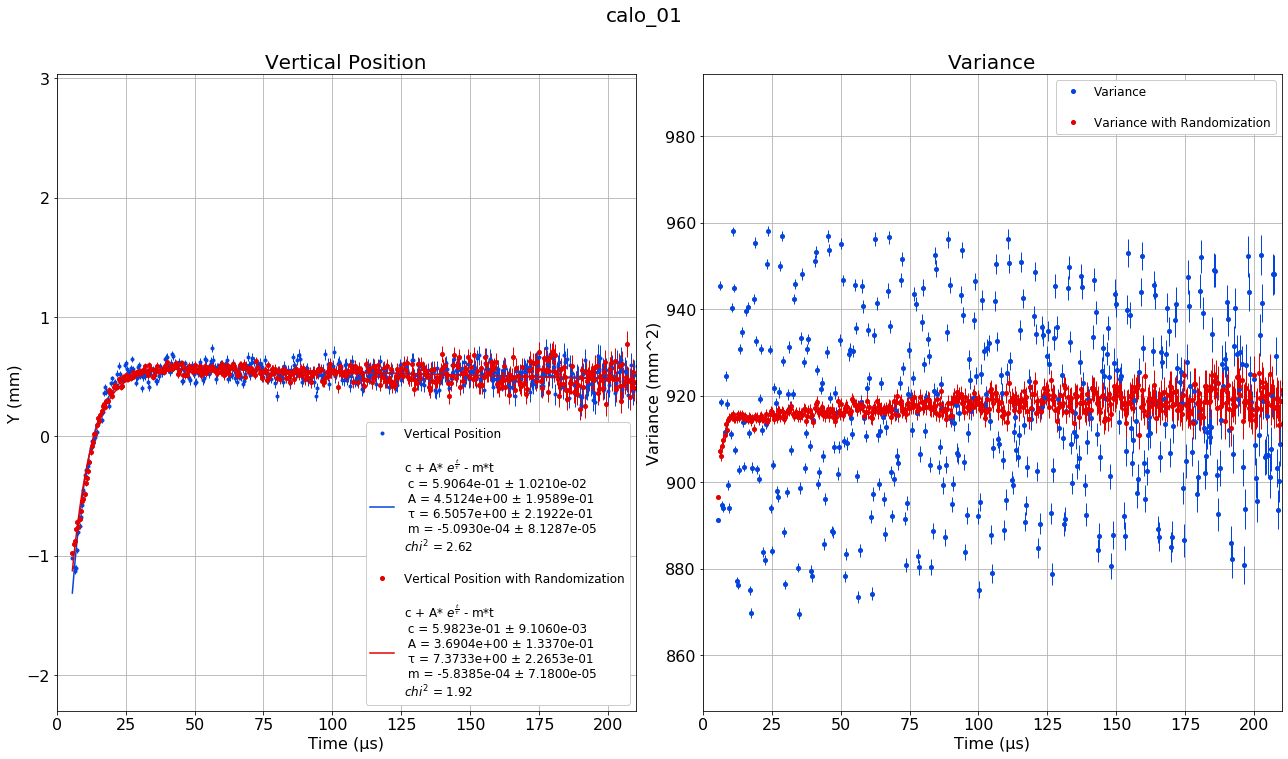 calo_01
Vertical Position
3
2
1
0
−1
−2
Y (mm)
0 25 50 75 100 125 150 175 200
Time (μs)
Vertical Position
c + A* e^{t/τ} - m*t
c = 5.9064e-01 ± 1.0210e-02
A = 4.5124e+00 ± 1.9589e-01
τ = 6.5057e+00 ± 2.1922e-01
m = -5.0930e-04 ± 8.1287e-05
chi² = 2.62
Vertical Position with Randomization
c + A* e^{t/τ} - m*t
c = 5.9823e-01 ± 9.1060e-03
A = 3.6904e+00 ± 1.3370e-01
τ = 7.3733e+00 ± 2.2653e-01
m = -5.8385e-04 ± 7.1800e-05
chi² = 1.92
Variance
980
960
940
920
900
880
860
Variance (mm^2)
0 25 50 75 100 125 150 175 200
Time (μs)
Variance
Variance with Randomization